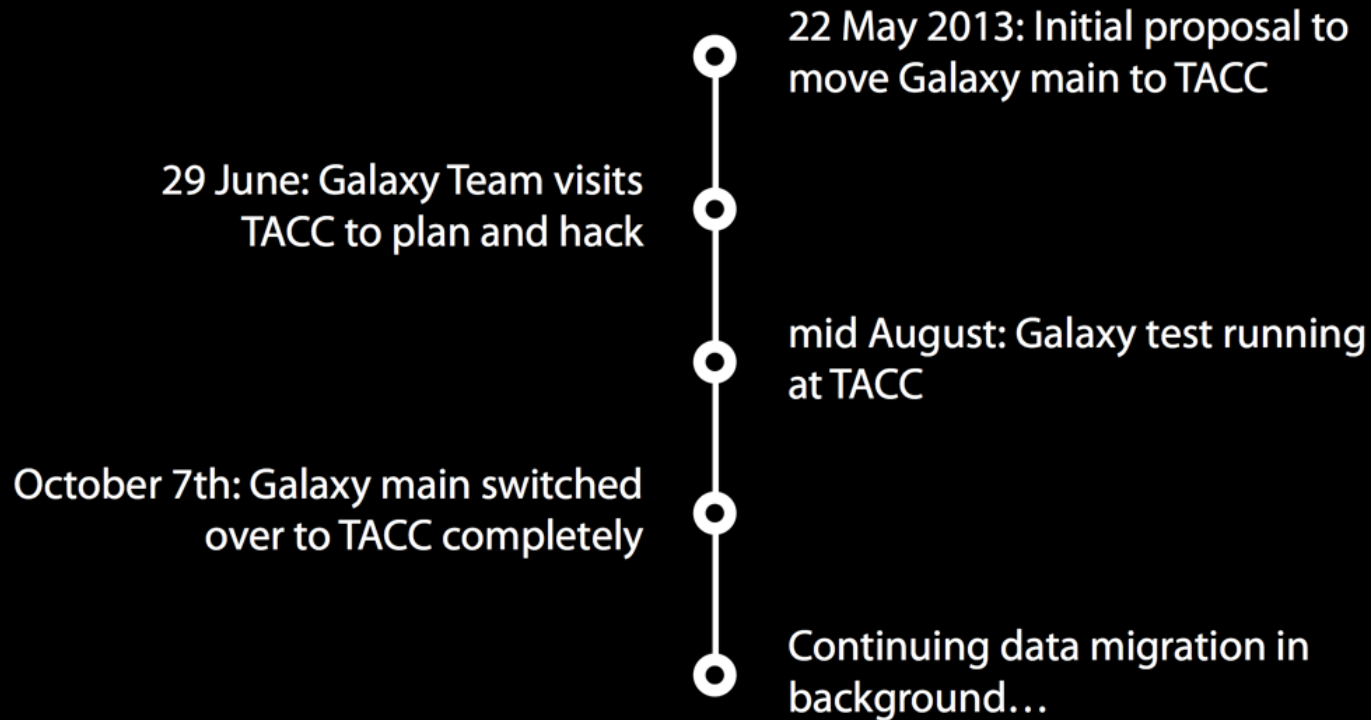 22 May 2013: Initial proposal to
move Galaxy main to TACC
29 June: Galaxy Team visits
TACC to plan and hack
mid August: Galaxy test running
at TACC
October 7th: Galaxy main switched
over to TACC completely
Continuing data migration in
background…